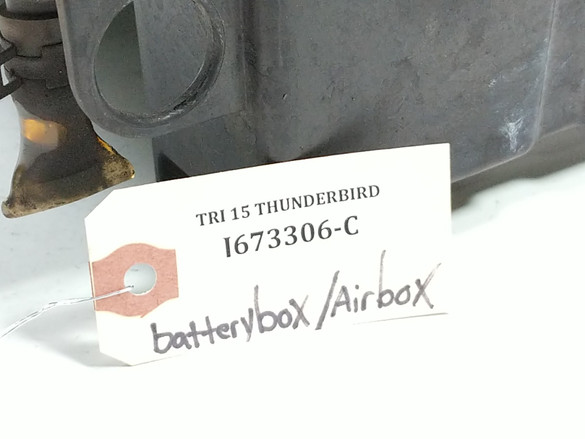 TRI 15 THUNDERBIRD
I673306-C
batterybox/Airbox